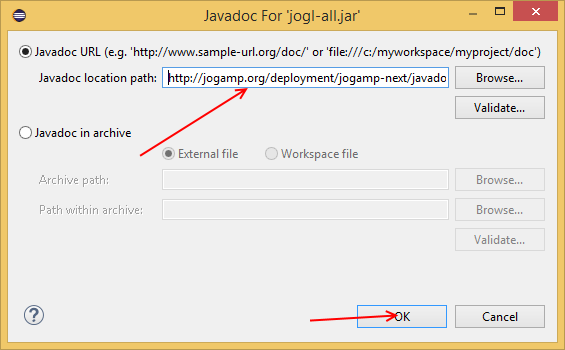 Javadoc For 'jogl-all.jar'
Javadoc URL (e.g. 'http://www.sample-url.org/doc/' or 'file:///c:/myworkspace/myproject/doc')
Javadoc location path: http://jogamp.org/deployment/jogamp-next/javado Browse...
Validate...
Javadoc in archive
External file Workspace file
Archive path: Browse...
Path within archive: Browse...
Validate...
? OK Cancel